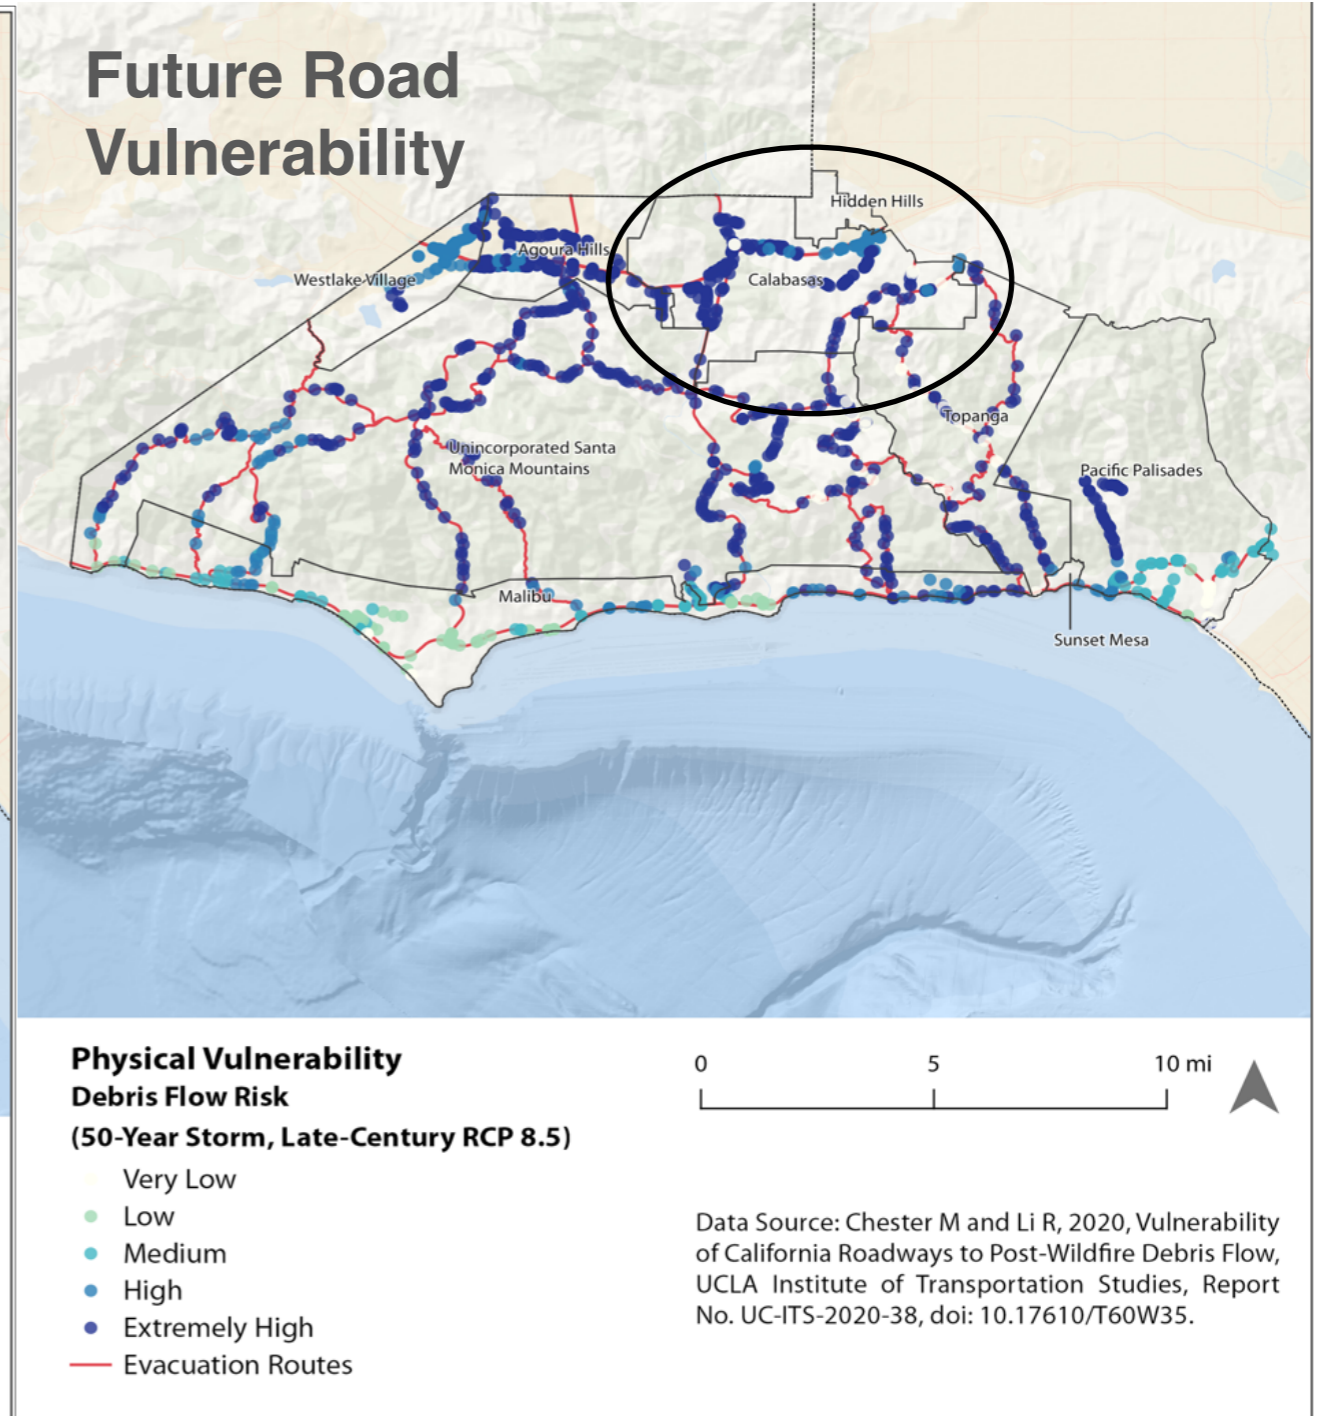 Future Road
Vulnerability
Hidden Hills
Agoura Hills
Westlake Village
Calabasas
Topanga
Unincorporated Santa
Monica Mountains
Pacific Palisades
Malibu
Sunset Mesa
Physical Vulnerability
Debris Flow Risk
(50-Year Storm, Late-Century RCP 8.5)
Very Low
Low
Medium
High
Extremely High
Evacuation Routes
0 5 10 mi
Data Source: Chester M and Li R, 2020, Vulnerability
of California Roadways to Post-Wildfire Debris Flow,
UCLA Institute of Transportation Studies, Report
No. UC-ITS-2020-38, doi: 10.17610/T60W35.